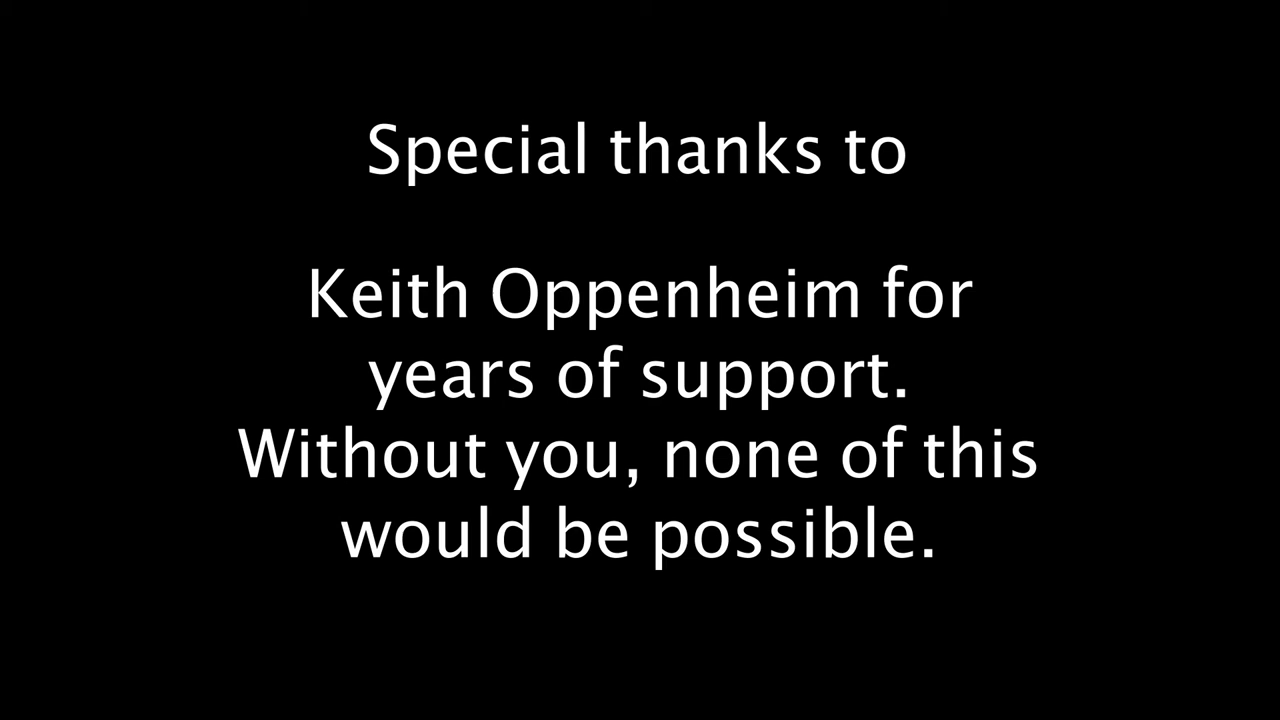 Special thanks to
Keith Oppenheim for
years of support.
Without you, none of this
would be possible.